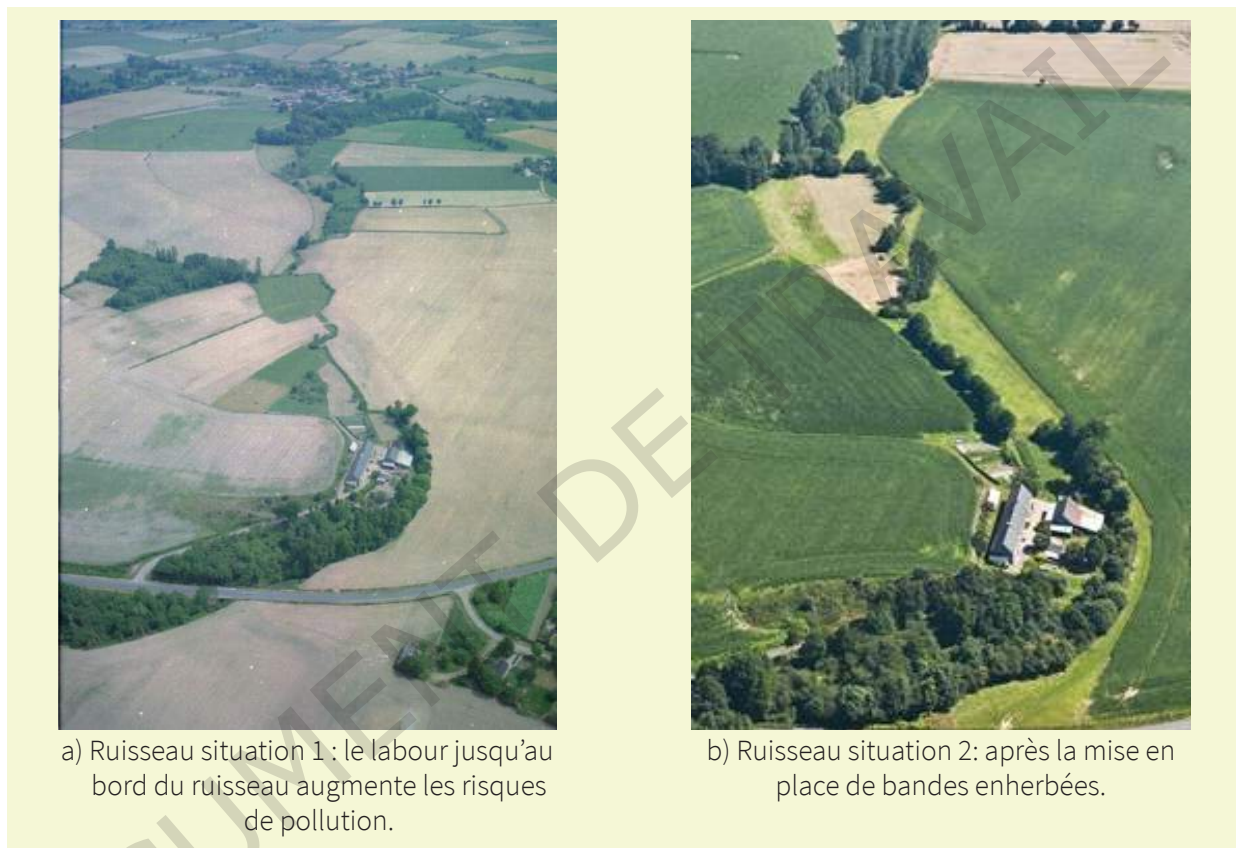 a) Ruisseau situation 1 : le labour jusqu'au
bord du ruisseau augmente les risques
de pollution.
b) Ruisseau situation 2: après la mise en
place de bandes enherbées.
DOCUMENT DE TRAVAIL